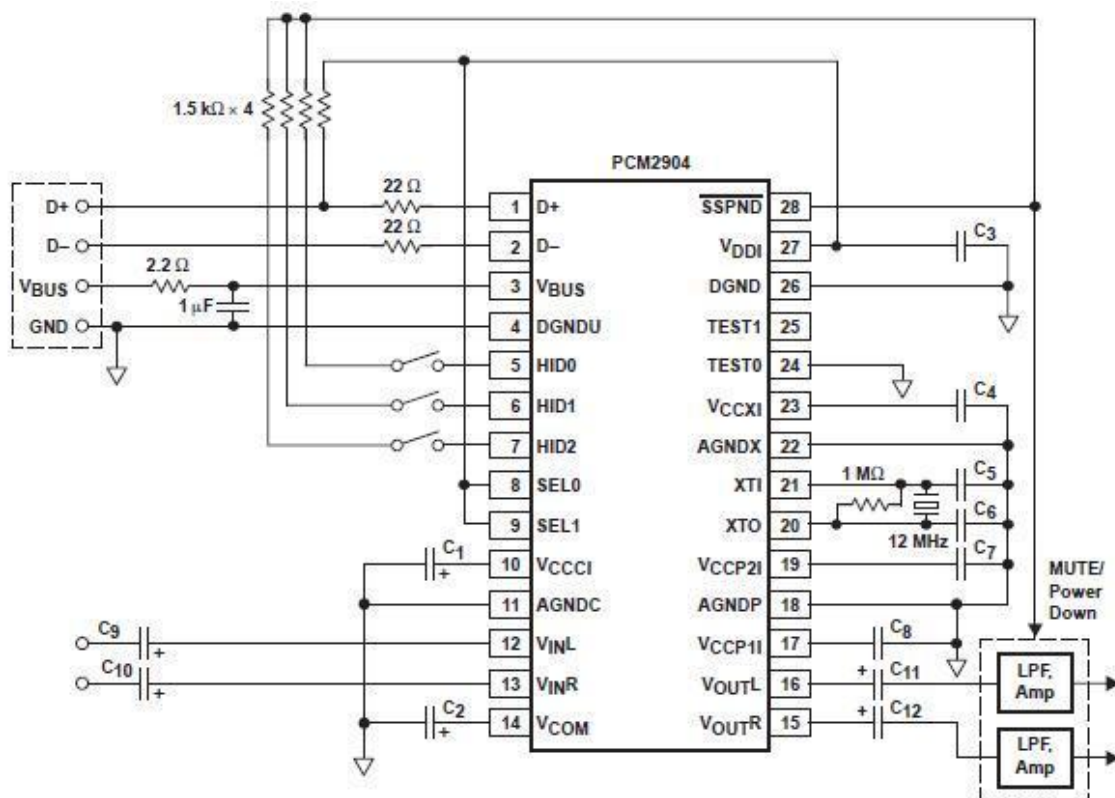 1.5 kΩ × 4
PCM2904
D+
22 Ω
1 D+
SSPND 28
D–
22 Ω
2 D–
VDDI 27
C3
VBUS
2.2 Ω
3 VBUS
DGND 26
1 μF
GND
4 DGNDU
TEST1 25
5 HID0
TEST0 24
6 HID1
VCCXI 23
C4
7 HID2
AGNDX 22
8 SEL0
XTI 21
1 MΩ
C5
9 SEL1
XTO 20
12 MHz
C6
C1
+
10 VCCCI
VCCP2I 19
C7
MUTE/
Power
Down
11 AGNDC
AGNDP 18
C9
+
12 VINL
VCCP1I 17
C8
C10
+
13 VINR
VOUTL 16
+
C11
LPF,
Amp
C2
+
14 VCOM
VOUTR 15
+
C12
LPF,
Amp